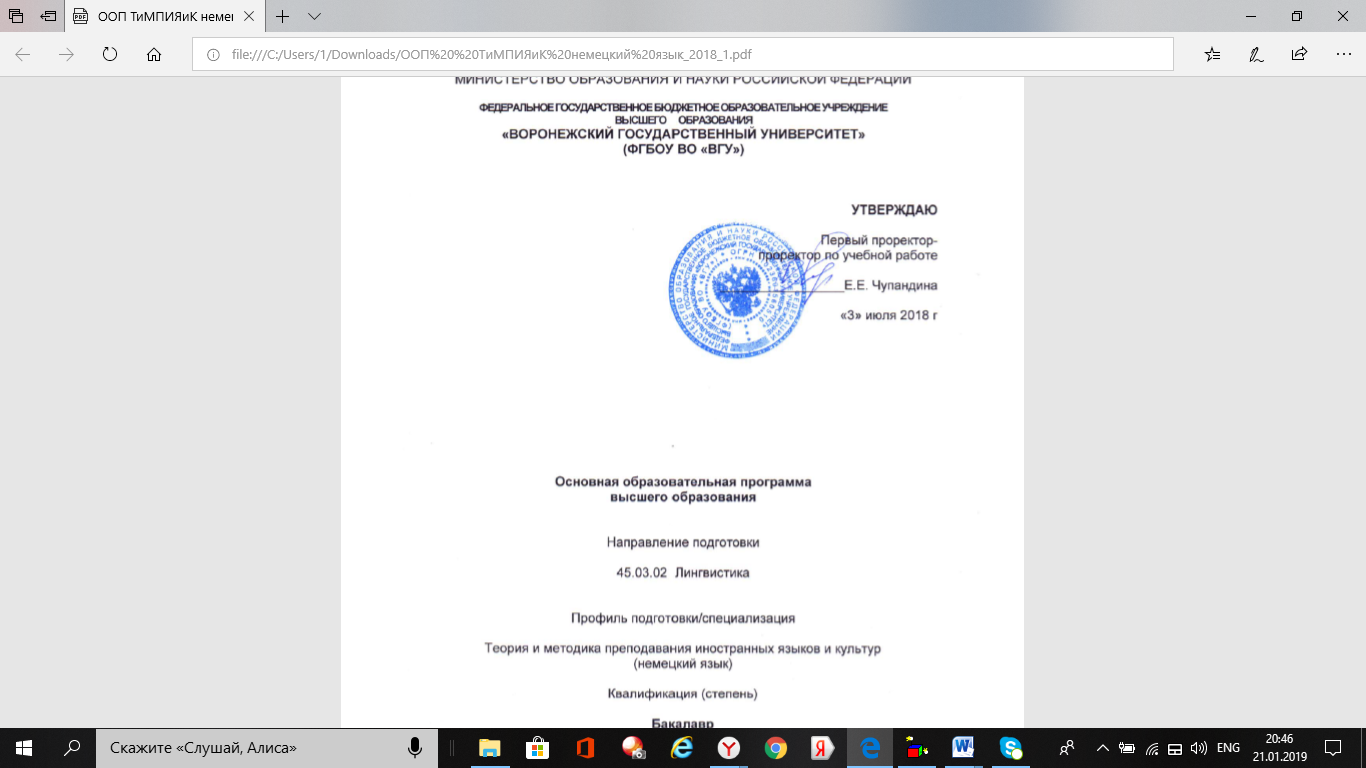 ООП ТиМПИЯиК немец
file:///C:/Users/1/Downloads/ООП%20%20ТиМПИЯиК%20немецкий%20язык_2018_1.pdf
МИНИСТЕРСТВО ОБРАЗОВАНИЯ И НАУКИ РОССИЙСКОЙ ФЕДЕРАЦИИ
ФЕДЕРАЛЬНОЕ ГОСУДАРСТВЕННОЕ БЮДЖЕТНОЕ ОБРАЗОВАТЕЛЬНОЕ УЧРЕЖДЕНИЕ
ВЫСШЕГО ОБРАЗОВАНИЯ
«ВОРОНЕЖСКИЙ ГОСУДАРСТВЕННЫЙ УНИВЕРСИТЕТ»
(ФГБОУ ВО «ВГУ»)
УТВЕРЖДАЮ
Первый проректор-
проректор по учебной работе
Е.Е. Чупандина
«3» июля 2018 г
Основная образовательная программа
высшего образования
Направление подготовки
45.03.02 Лингвистика
Профиль подготовки/специализация
Теория и методика преподавания иностранных языков и культур
(немецкий язык)
Квалификация (степень)
Бакалавр
Скажите «Слушай, Алиса»
ENG
20:46
21.01.2019